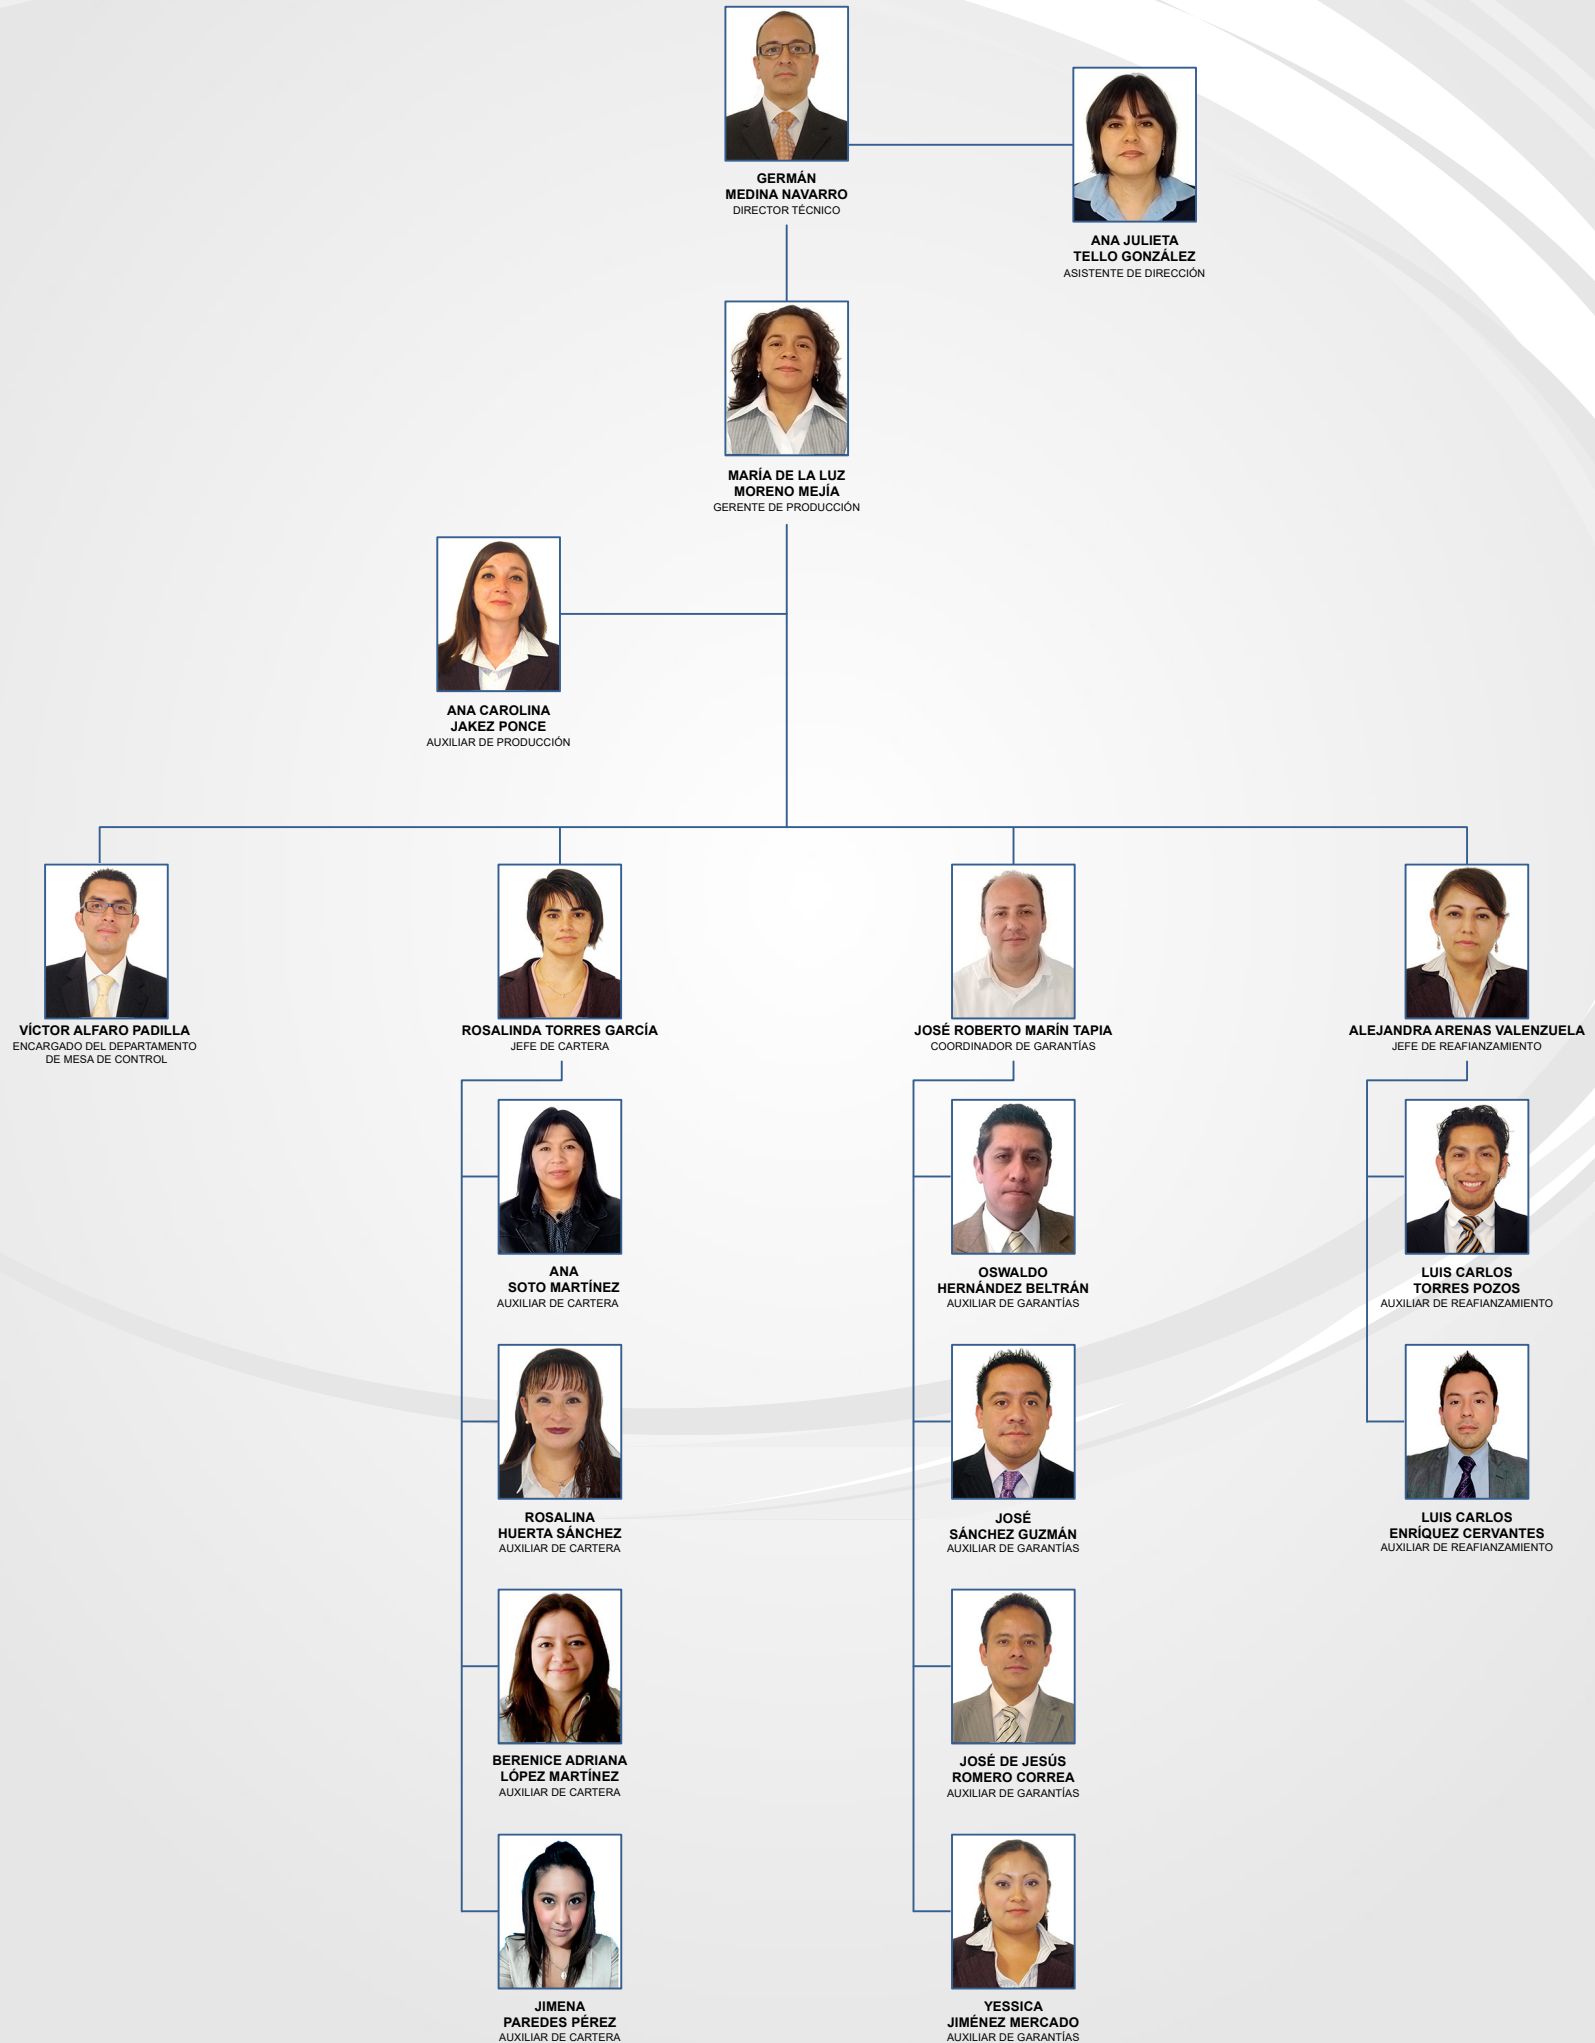 GERMÁN
MEDINA NAVARRO
DIRECTOR TÉCNICO
ANA JULIETA
TELLO GONZÁLEZ
ASISTENTE DE DIRECCIÓN
MARÍA DE LA LUZ
MORENO MEJÍA
GERENTE DE PRODUCCIÓN
ANA CAROLINA
JAKEZ PONCE
AUXILIAR DE PRODUCCIÓN
VÍCTOR ALFARO PADILLA
ENCARGADO DEL DEPARTAMENTO
DE MESA DE CONTROL
ROSALINDA TORRES GARCÍA
JEFE DE CARTERA
JOSÉ ROBERTO MARÍN TAPIA
COORDINADOR DE GARANTÍAS
ALEJANDRA ARENAS VALENZUELA
JEFE DE REAFIANZAMIENTO
ANA
SOTO MARTÍNEZ
AUXILIAR DE CARTERA
OSWALDO
HERNÁNDEZ BELTRÁN
AUXILIAR DE GARANTÍAS
LUIS CARLOS
TORRES POZOS
AUXILIAR DE REAFIANZAMIENTO
ROSALINA
HUERTA SÁNCHEZ
AUXILIAR DE CARTERA
JOSÉ
SÁNCHEZ GUZMÁN
AUXILIAR DE GARANTÍAS
LUIS CARLOS
ENRÍQUEZ CERVANTES
AUXILIAR DE REAFIANZAMIENTO
BERENICE ADRIANA
LÓPEZ MARTÍNEZ
AUXILIAR DE CARTERA
JOSÉ DE JESÚS
ROMERO CORREA
AUXILIAR DE GARANTÍAS
JIMENA
PAREDES PÉREZ
AUXILIAR DE CARTERA
YESSICA
JIMÉNEZ MERCADO
AUXILIAR DE GARANTÍAS